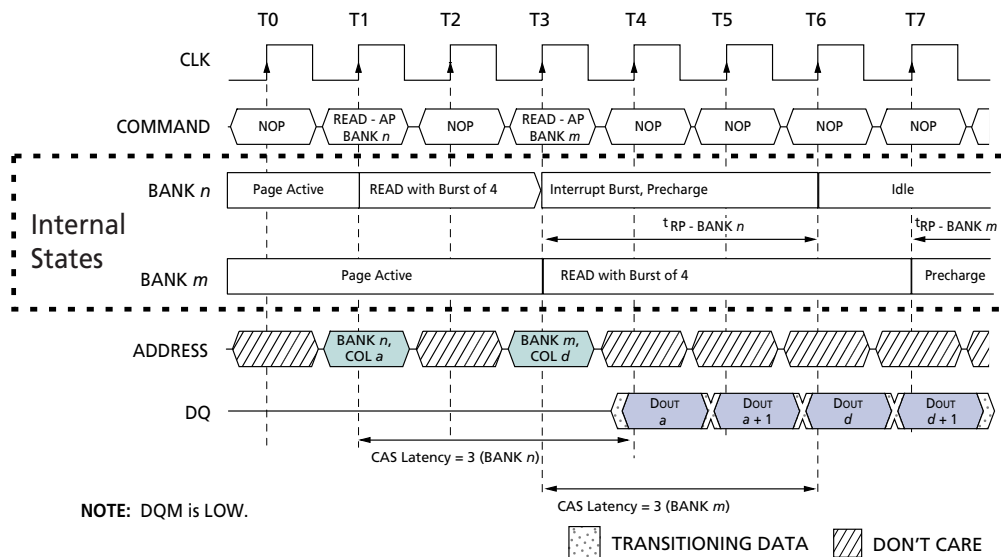 T0 T1 T2 T3 T4 T5 T6 T7
CLK
COMMAND NOP READ - AP BANK n NOP READ - AP BANK m NOP NOP NOP NOP
Internal States
BANK n Page Active READ with Burst of 4 Interrupt Burst, Precharge Idle
tRP - BANK n tRP - BANK m
BANK m Page Active READ with Burst of 4 Precharge
ADDRESS BANK n, COL a BANK m, COL d
DQ DOUT a DOUT a + 1 DOUT d DOUT d + 1
CAS Latency = 3 (BANK n)
CAS Latency = 3 (BANK m)
NOTE: DQM is LOW.
TRANSITIONING DATA DON'T CARE